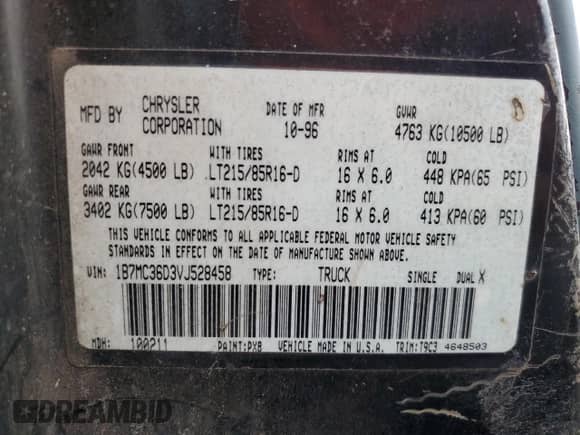 MFD BY CHRYSLER CORPORATION DATE OF MFR 10-96 GVWR 4763 KG(10500 LB)
GAWR FRONT WITH TIRES RIMS AT COLD
2042 KG(4500 LB) LT215/85R16-D 16 X 6.0 448 KPA(65 PSI)
GAWR REAR WITH TIRES RIMS AT COLD
3402 KG(7500 LB) LT215/85R16-D 16 X 6.0 413 KPA(60 PSI)
THIS VEHICLE CONFORMS TO ALL APPLICABLE FEDERAL MOTOR VEHICLE SAFETY
STANDARDS IN EFFECT ON THE DATE OF MANUFACTURE SHOWN ABOVE.
VIN: 1B7MC36D3VJ528458 TYPE: TRUCK SINGLE DUAL X
MDH: 100211 PAINT:PX8 VEHICLE MADE IN U.S.A. TRIM:T9C3 4648503
DREAMBID